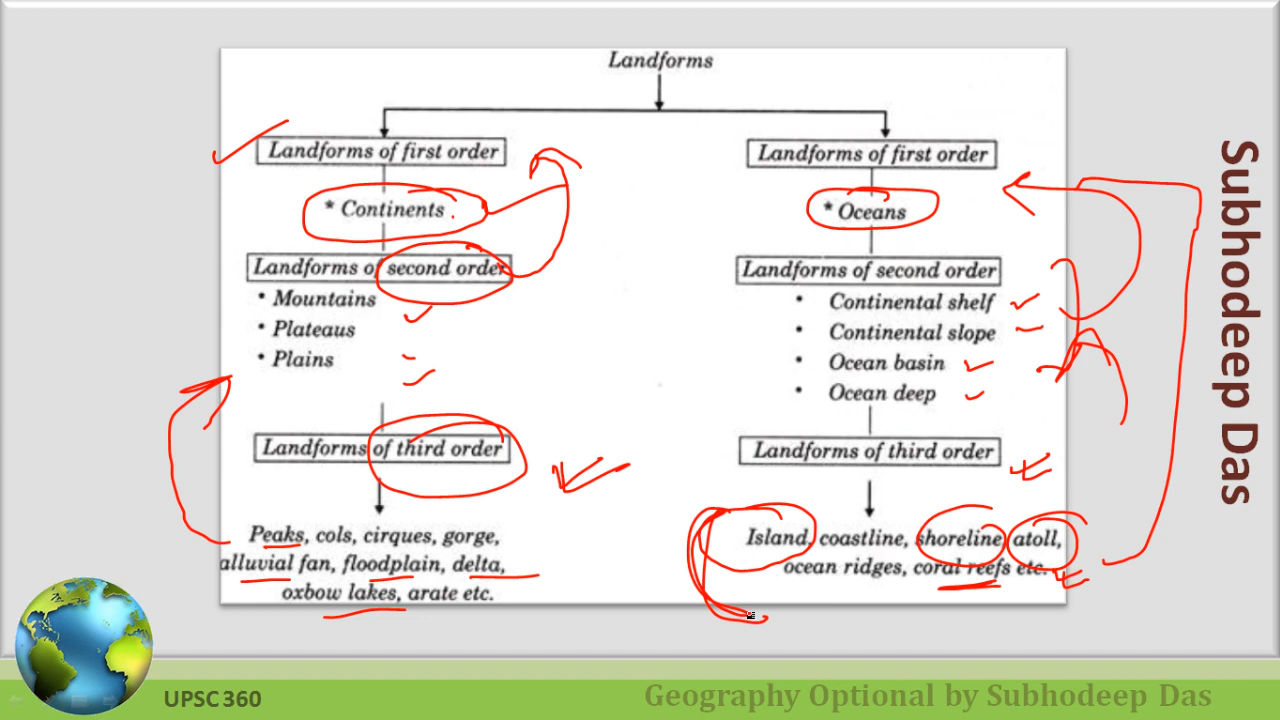 Landforms
Landforms of first order
* Continents
Landforms of second order
• Mountains
• Plateaus
• Plains
Landforms of third order
Peaks, cols, cirques, gorge,
alluvial fan, floodplain, delta,
oxbow lakes, arate etc.
Landforms of first order
* Oceans
Landforms of second order
• Continental shelf
• Continental slope
• Ocean basin
• Ocean deep
Landforms of third order
Island, coastline, shoreline, atoll,
ocean ridges, coral reefs etc.
Subhodeep Das
UPSC 360
Geography Optional by Subhodeep Das